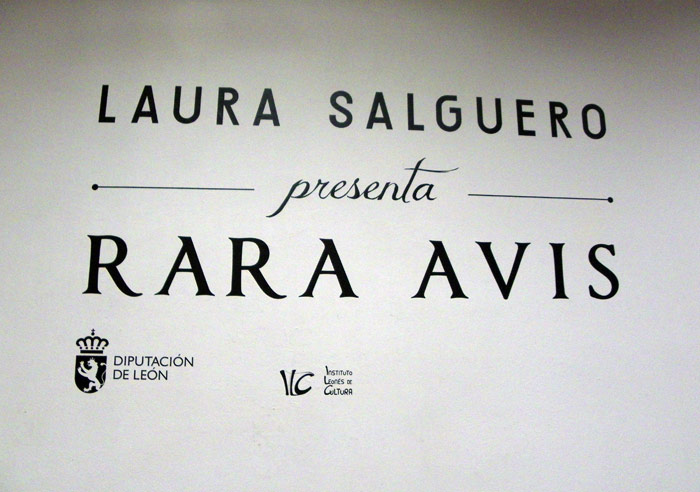 LAURA SALGUERO
presenta
RARA AVIS
DIPUTACIÓN
DE LEÓN
ILC
INSTITUTO
LEONÉS DE
CULTURA